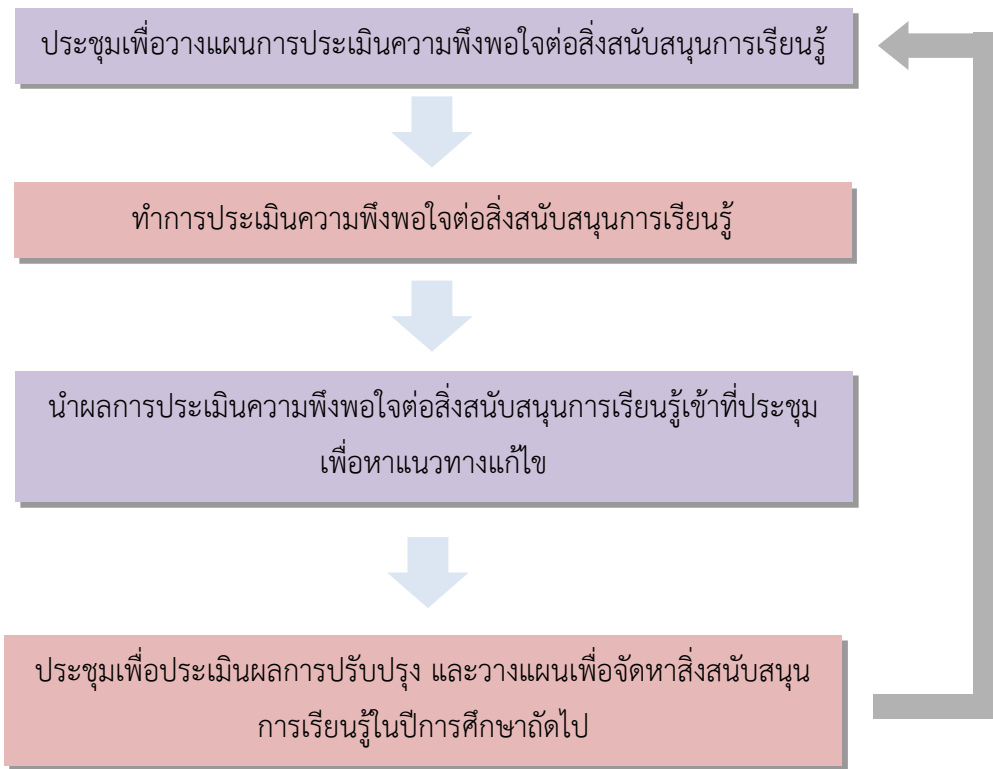 ประชุมเพื่อวางแผนการประเมินความพึงพอใจต่อสิ่งสนับสนุนการเรียนรู้
ทำการประเมินความพึงพอใจต่อสิ่งสนับสนุนการเรียนรู้
นำผลการประเมินความพึงพอใจต่อสิ่งสนับสนุนการเรียนรู้เข้าที่ประชุม
เพื่อหาแนวทางแก้ไข
ประชุมเพื่อประเมินผลการปรับปรุง และวางแผนเพื่อจัดหาสิ่งสนับสนุน
การเรียนรู้ในปีการศึกษาถัดไป